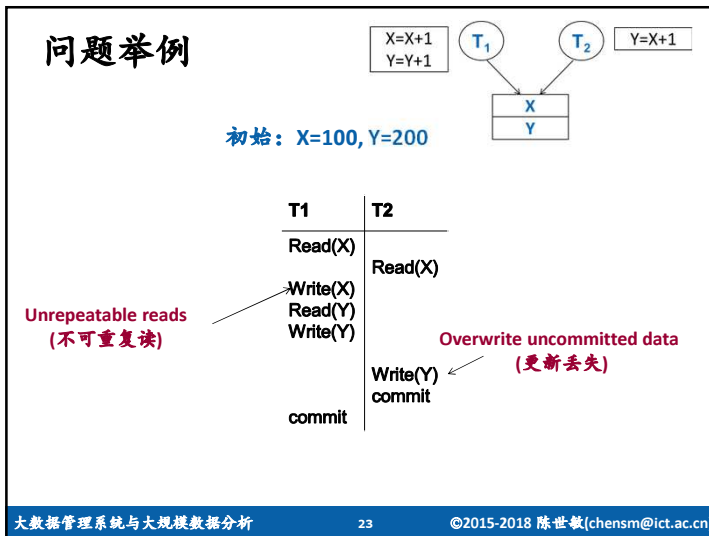 问题举例
X=X+1
Y=Y+1
T1
T2
Y=X+1
X
Y
初始：X=100, Y=200
T1 T2
Read(X)
Read(X)
Write(X)
Read(Y)
Write(Y)
Unrepeatable reads
(不可重复读)
Overwrite uncommitted data
(更新丢失)
Write(Y)
commit
commit
大数据管理系统与大规模数据分析 23 ©2015-2018 陈世敏(chensm@ict.ac.cn